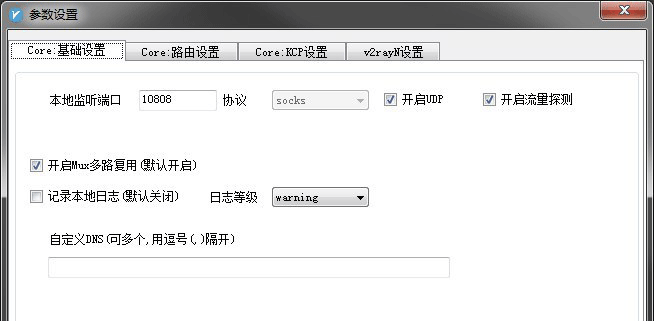 参数设置
Core:基础设置 Core:路由设置 Core:KCP设置 v2rayN设置
本地监听端口 10808 协议 socks 开启UDP 开启流量探测
开启Mux多路复用(默认开启)
记录本地日志(默认关闭) 日志等级 warning
自定义DNS(可多个,用逗号(,)隔开)